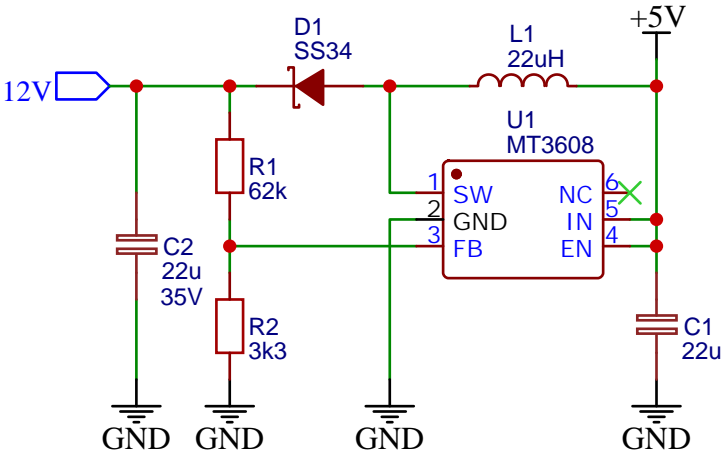 +5V
D1
SS34
L1
22uH
12V
U1
MT3608
1
SW
NC
6
2
GND
IN
5
3
FB
EN
4
R1
62k
C2
22u
35V
R2
3k3
C1
22u
GND
GND
GND
GND